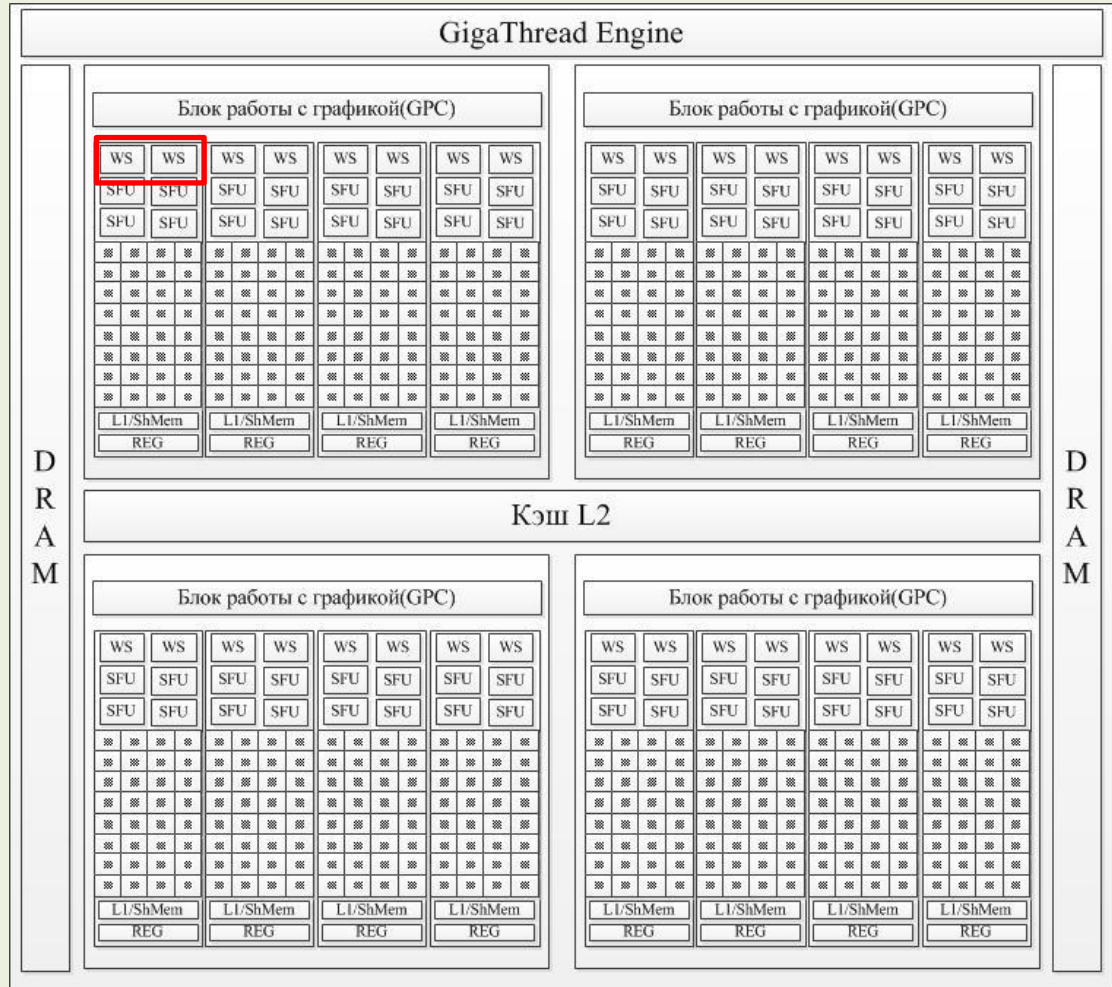 GigaThread Engine
Блок работы с графикой(GPC) Блок работы с графикой(GPC)
WS WS WS WS WS WS WS WS WS WS WS WS WS WS WS WS
SFU SFU SFU SFU SFU SFU SFU SFU SFU SFU SFU SFU SFU SFU SFU SFU
SFU SFU SFU SFU SFU SFU SFU SFU SFU SFU SFU SFU SFU SFU SFU SFU
L1/ShMem L1/ShMem L1/ShMem L1/ShMem L1/ShMem L1/ShMem L1/ShMem L1/ShMem
REG REG REG REG REG REG REG REG
DRAM DRAM
Кэш L2
Блок работы с графикой(GPC) Блок работы с графикой(GPC)
WS WS WS WS WS WS WS WS WS WS WS WS WS WS WS WS
SFU SFU SFU SFU SFU SFU SFU SFU SFU SFU SFU SFU SFU SFU SFU SFU
SFU SFU SFU SFU SFU SFU SFU SFU SFU SFU SFU SFU SFU SFU SFU SFU
L1/ShMem L1/ShMem L1/ShMem L1/ShMem L1/ShMem L1/ShMem L1/ShMem L1/ShMem
REG REG REG REG REG REG REG REG